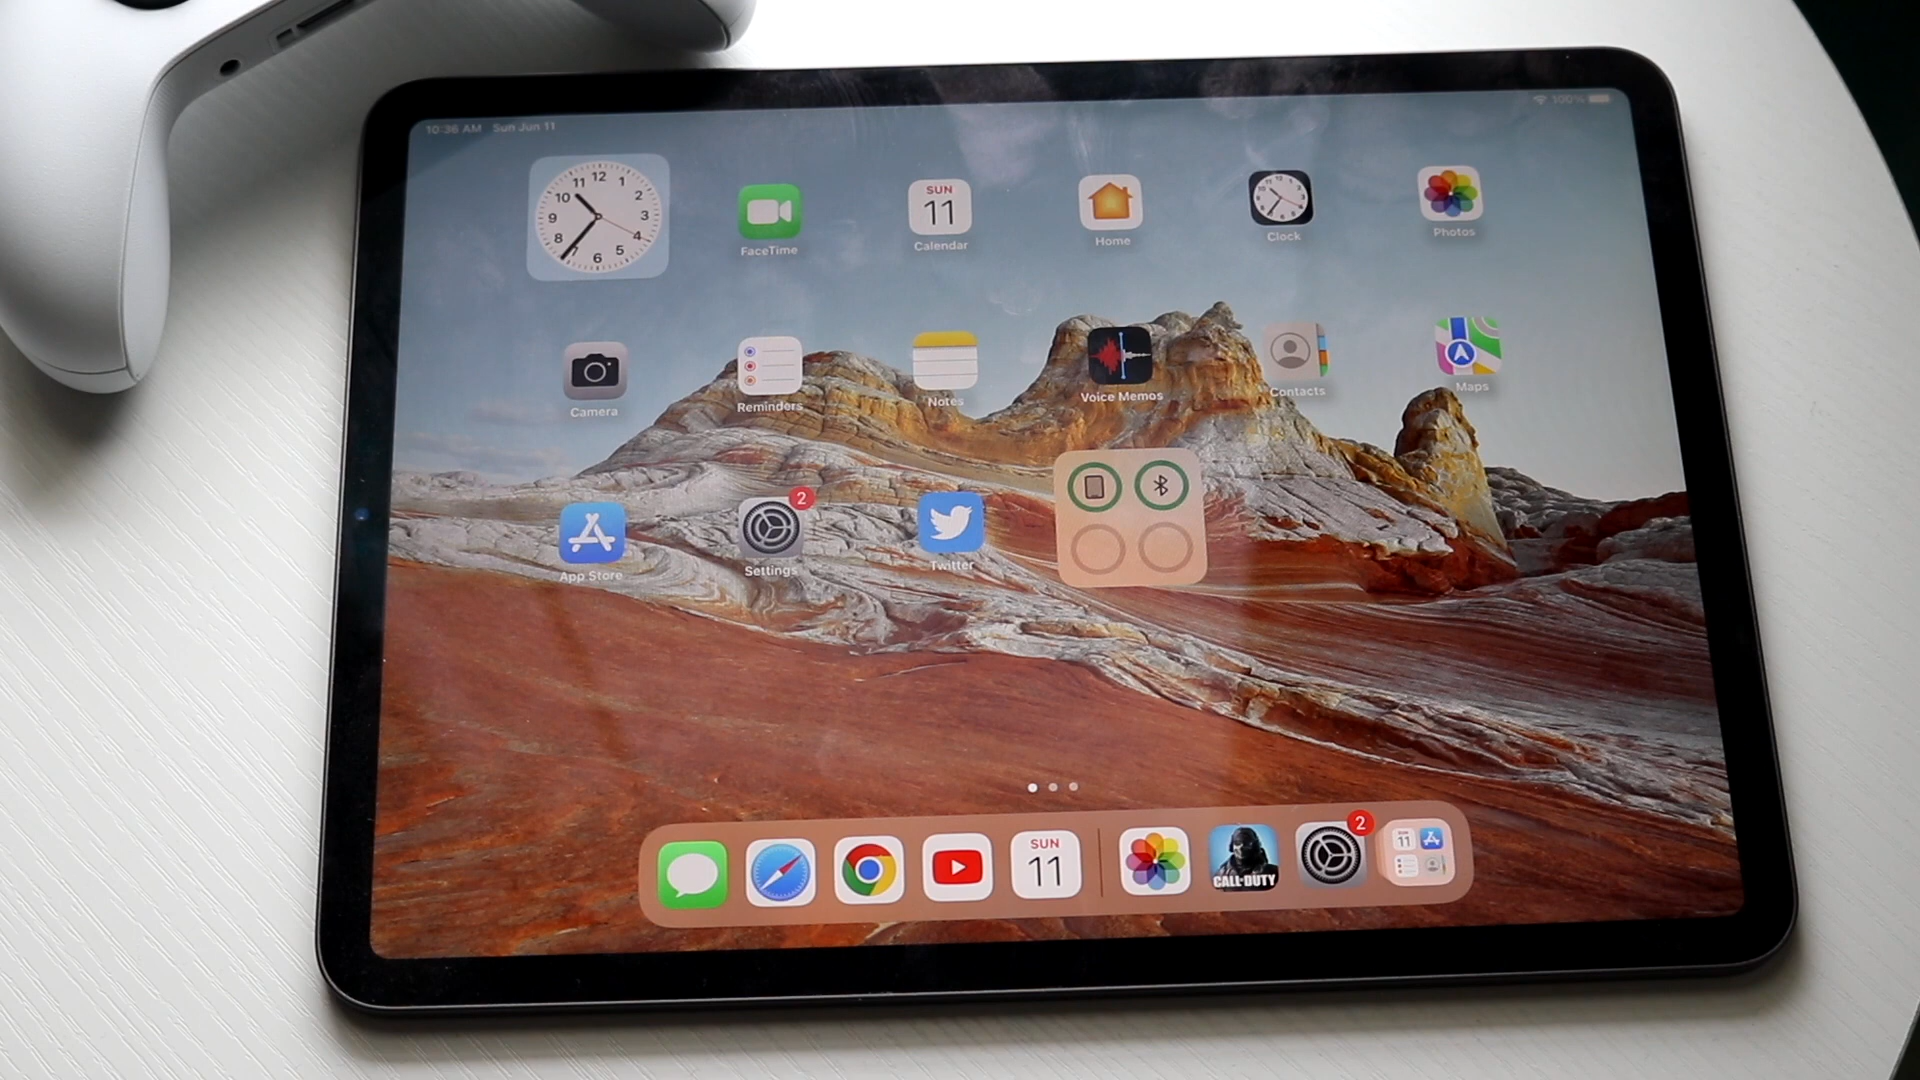 10:36 AM Sun Jun 11
100%
12
11 1
10 2
9 3
8 4
7 5
6
SUN
11
FaceTime
Calendar
Home
Clock
Photos
Camera
Reminders
Notes
Voice Memos
Contacts
Maps
2
App Store
Settings
Twitter
SUN
11
CALL·DUTY
2
11